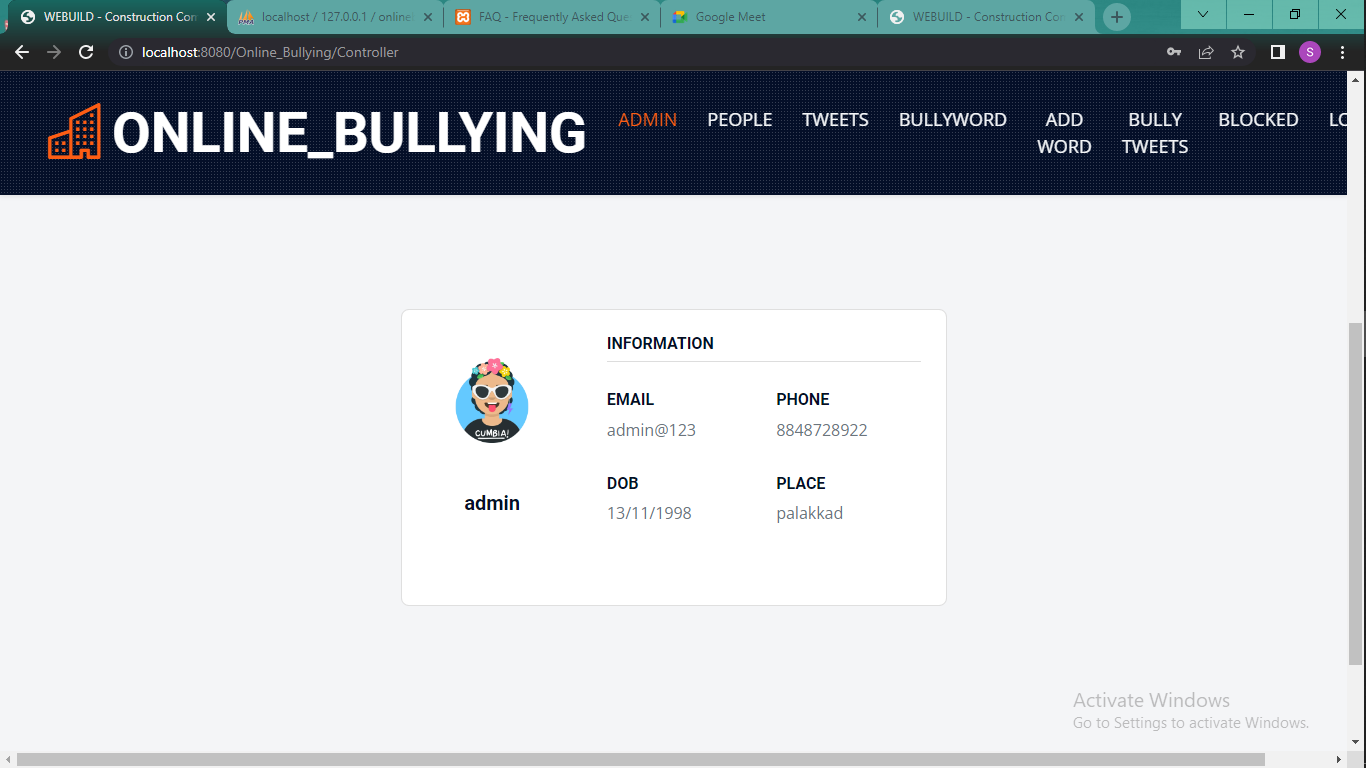 WEBUILD - Construction Con
localhost / 127.0.0.1 / online
FAQ - Frequently Asked Que
Google Meet
WEBUILD - Construction Con
localhost:8080/Online_Bullying/Controller
S
ONLINE_BULLYING
ADMIN
PEOPLE
TWEETS
BULLYWORD
ADD
WORD
BULLY
TWEETS
BLOCKED
LO
INFORMATION
EMAIL
PHONE
admin@123
8848728922
CUMBIA!
DOB
PLACE
admin
13/11/1998
palakkad
Activate Windows
Go to Settings to activate Windows.